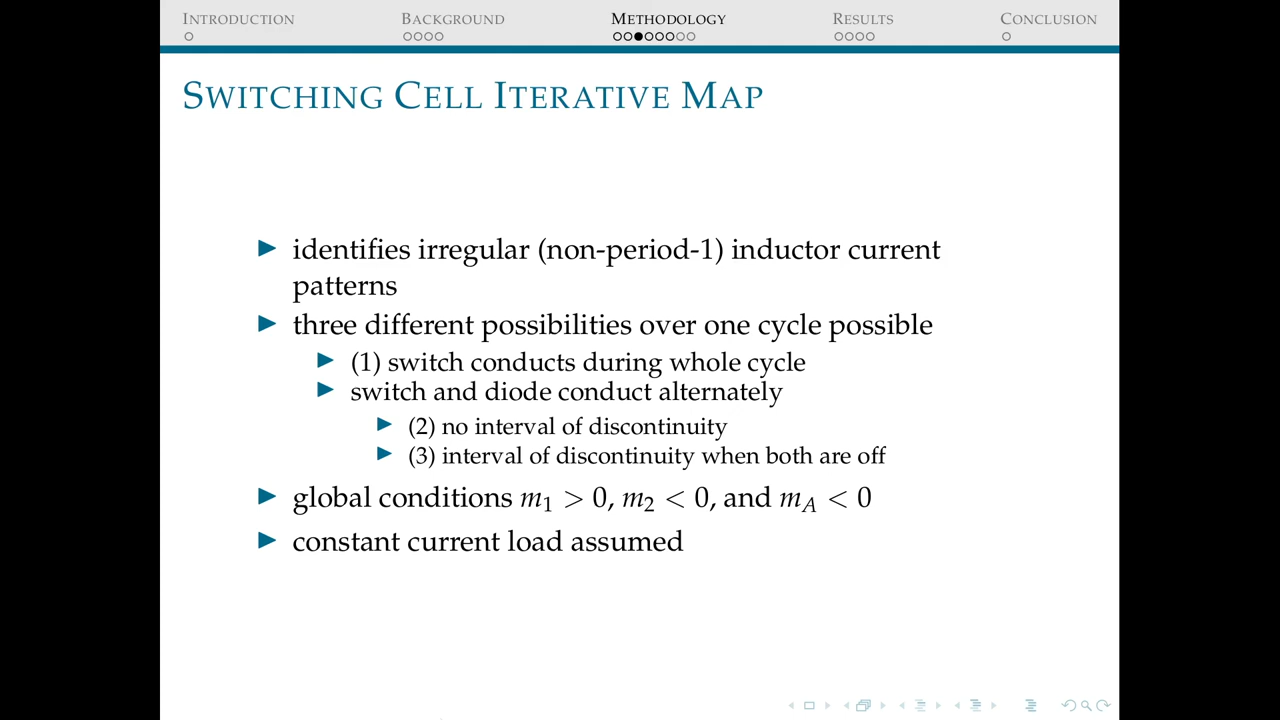 INTRODUCTION BACKGROUND METHODOLOGY RESULTS CONCLUSION
SWITCHING CELL ITERATIVE MAP
identifies irregular (non-period-1) inductor current
patterns
three different possibilities over one cycle possible
(1) switch conducts during whole cycle
switch and diode conduct alternately
(2) no interval of discontinuity
(3) interval of discontinuity when both are off
global conditions m₁ > 0, m₂ < 0, and m_A < 0
constant current load assumed